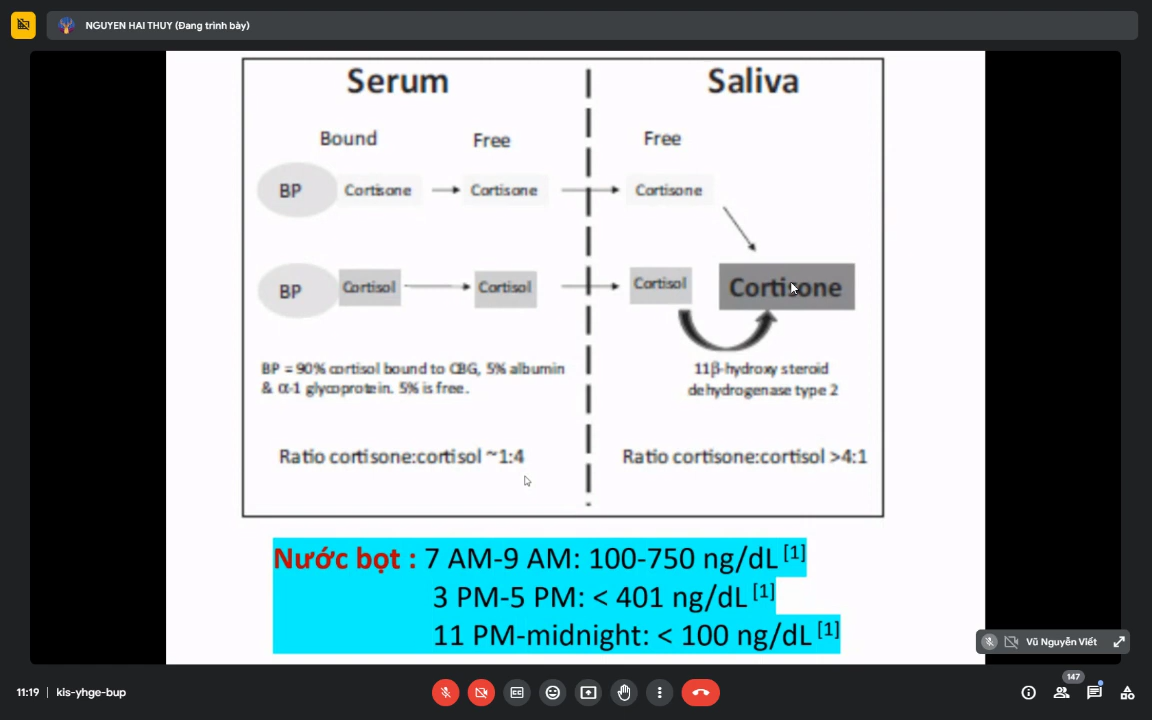 NGUYEN HAI THUY (Đang trình bày)
Serum
Saliva
Bound
Free
Free
BP
Cortisone
Cortisone
Cortisone
BP
Cortisol
Cortisol
Cortisol
Cortisone
BP = 90% cortisol bound to CBG, 5% albumin
& α-1 glycoprotein. 5% is free.
11β-hydroxy steroid
dehydrogenase type 2
Ratio cortisone:cortisol ~1:4
Ratio cortisone:cortisol >4:1
Nước bọt : 7 AM-9 AM: 100-750 ng/dL [1]
3 PM-5 PM: < 401 ng/dL [1]
11 PM-midnight: < 100 ng/dL [1]
Vũ Nguyễn Viết
11:19 | kis-yhge-bup
147